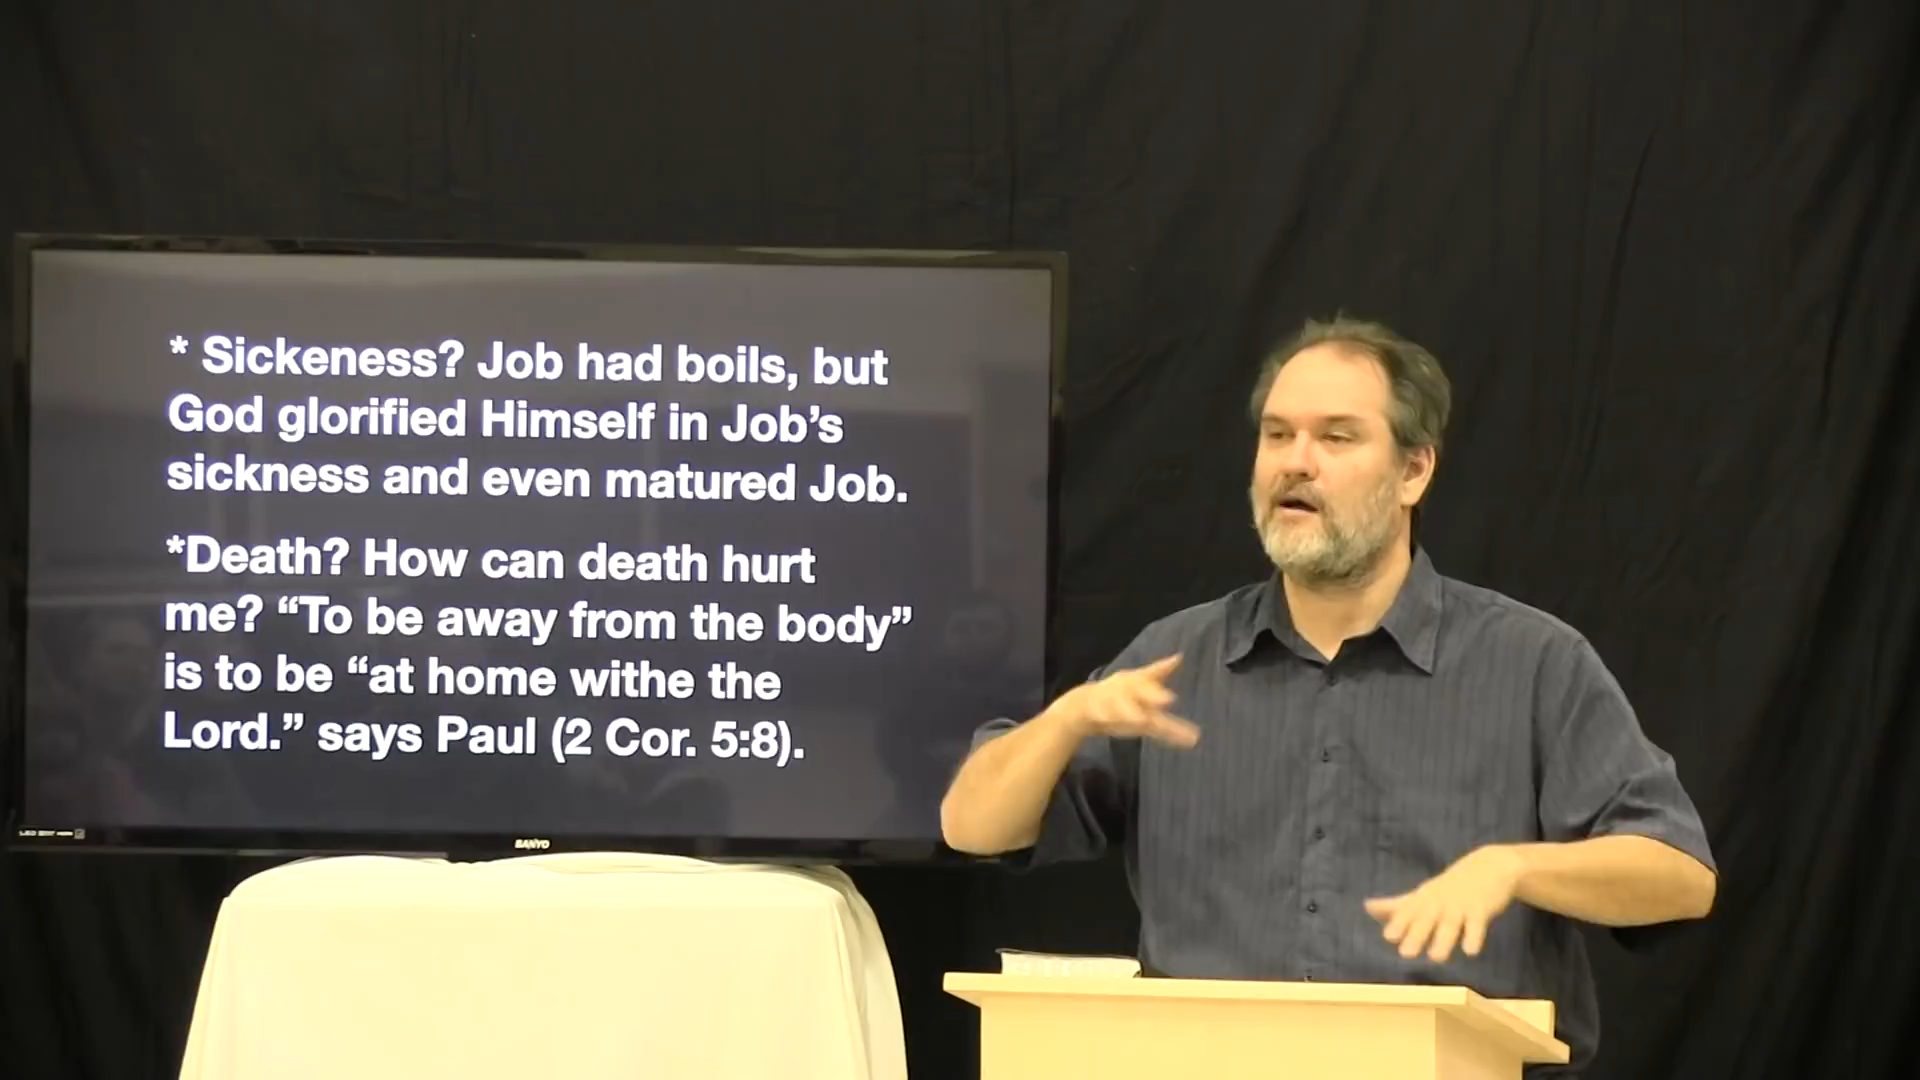 * Sickeness? Job had boils, but
God glorified Himself in Job's
sickness and even matured Job.
*Death? How can death hurt
me? “To be away from the body”
is to be “at home withe the
Lord.” says Paul (2 Cor. 5:8).
SANYO